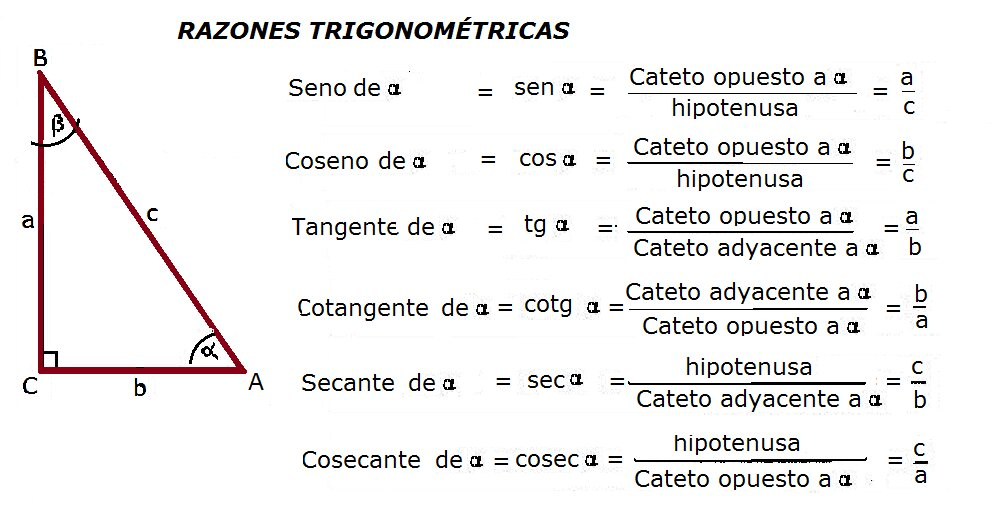 RAZONES TRIGONOMÉTRICAS
B
β
a
c
α
C
b
A
Seno de α = sen α = Cateto opuesto a α / hipotenusa = a / c
Coseno de α = cos α = Cateto opuesto a α / hipotenusa = b / c
Tangente de α = tg α = Cateto opuesto a α / Cateto adyacente a α = a / b
Cotangente de α = cotg α = Cateto adyacente a α / Cateto opuesto a α = b / a
Secante de α = sec α = hipotenusa / Cateto adyacente a α = c / b
Cosecante de α = cosec α = hipotenusa / Cateto opuesto a α = c / a